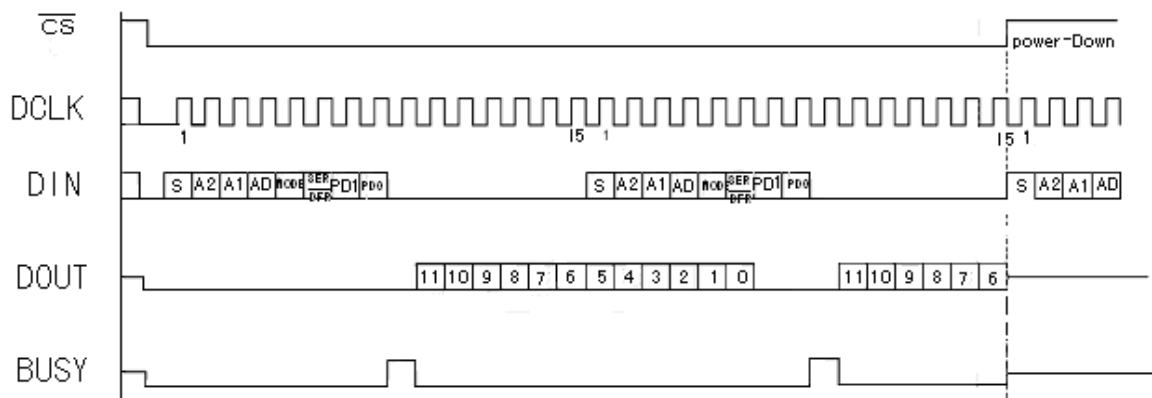 CS
power-Down
DCLK
1 15 1 15 1
DIN
S A2 A1 AD MODE SER/DFR PD1 PD0 S A2 A1 AD MODE SER/DFR PD1 PD0 S A2 A1 AD
DOUT
11 10 9 8 7 6 5 4 3 2 1 0 11 10 9 8 7 6
BUSY